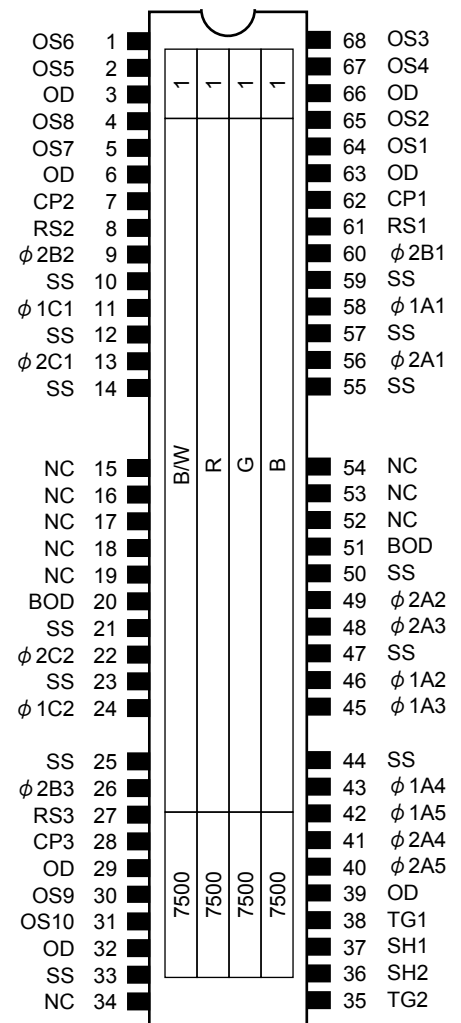 OS6 1 68 OS3
OS5 2 67 OS4
OD 3 66 OD
OS8 4 65 OS2
OS7 5 64 OS1
OD 6 63 OD
CP2 7 62 CP1
RS2 8 61 RS1
ϕ2B2 9 60 ϕ2B1
SS 10 59 SS
ϕ1C1 11 58 ϕ1A1
SS 12 57 SS
ϕ2C1 13 56 ϕ2A1
SS 14 55 SS
NC 15 54 NC
NC 16 53 NC
NC 17 52 NC
NC 18 51 BOD
NC 19 50 SS
BOD 20 49 ϕ2A2
SS 21 48 ϕ2A3
ϕ2C2 22 47 SS
SS 23 46 ϕ1A2
ϕ1C2 24 45 ϕ1A3
SS 25 44 SS
ϕ2B3 26 43 ϕ1A4
RS3 27 42 ϕ1A5
CP3 28 41 ϕ2A4
OD 29 40 ϕ2A5
OS9 30 39 OD
OS10 31 38 TG1
OD 32 37 SH1
SS 33 36 SH2
NC 34 35 TG2
1 1 1 1
B/W R G B
7500 7500 7500 7500